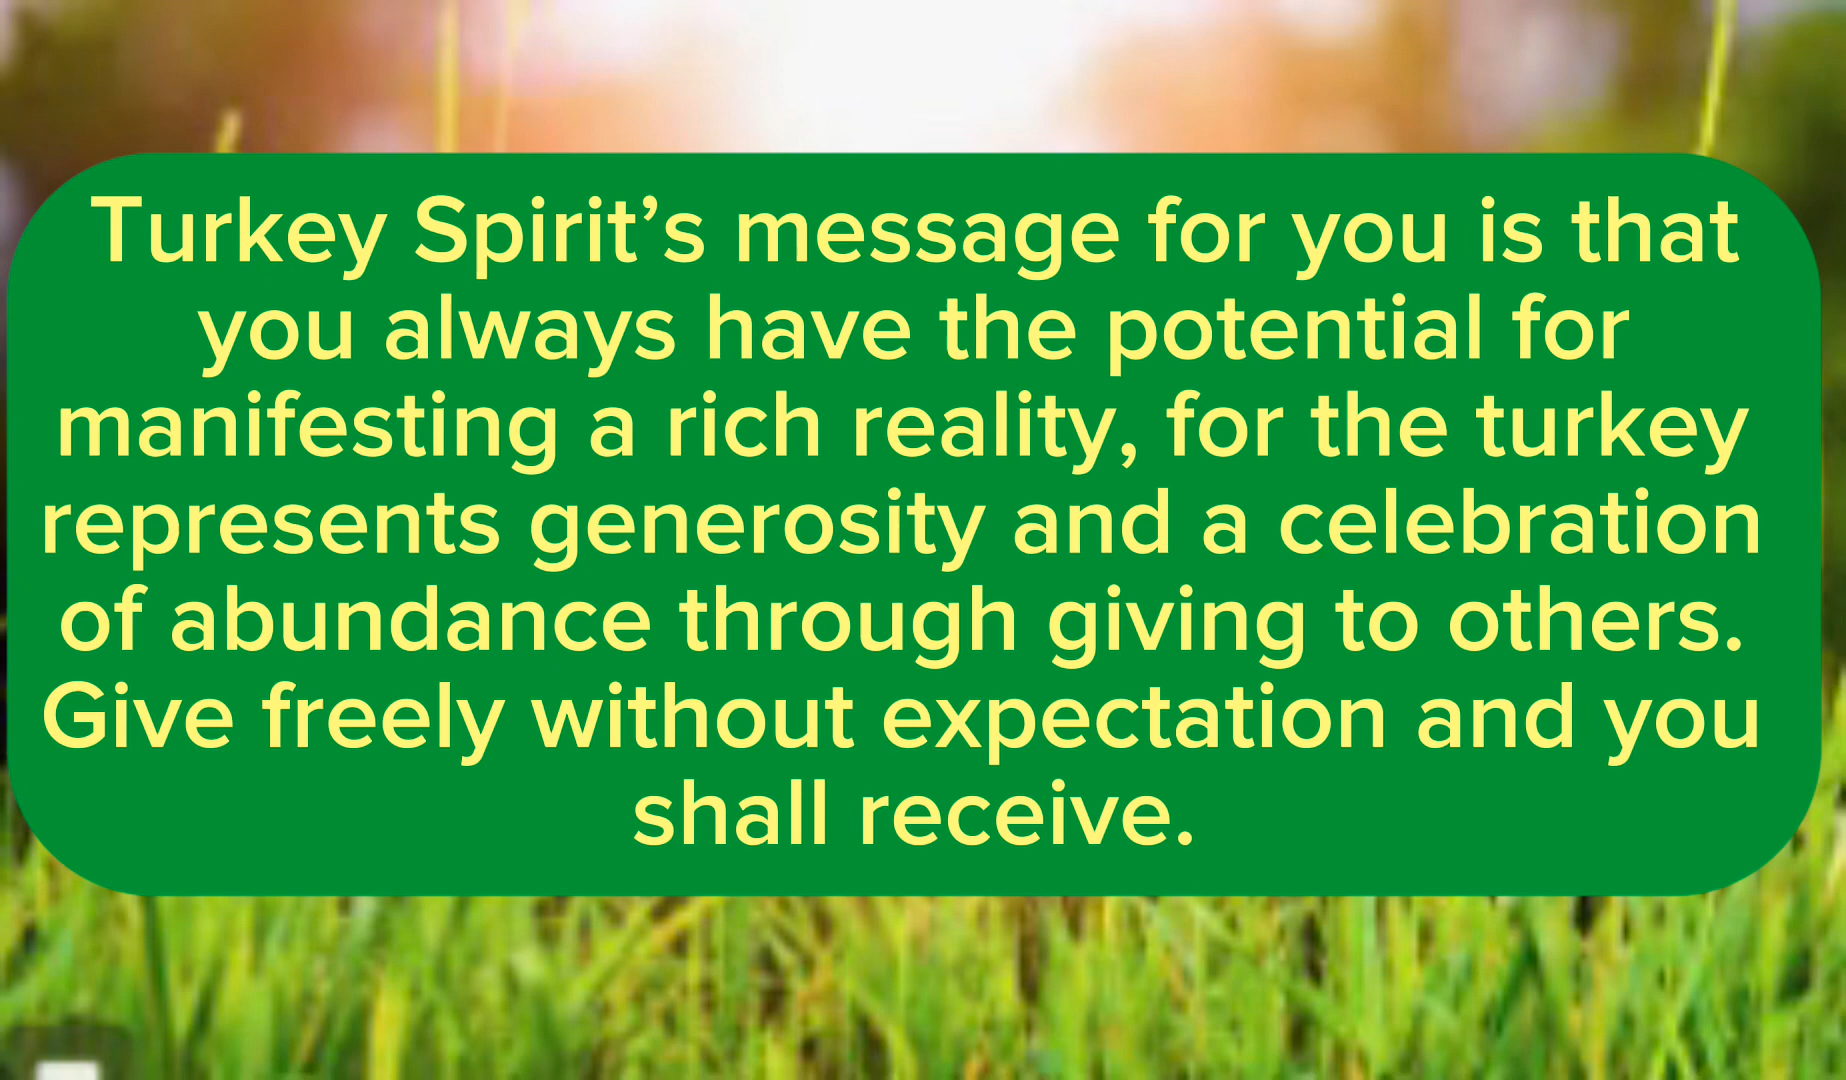 Turkey Spirit’s message for you is that
you always have the potential for
manifesting a rich reality, for the turkey
represents generosity and a celebration
of abundance through giving to others.
Give freely without expectation and you
shall receive.